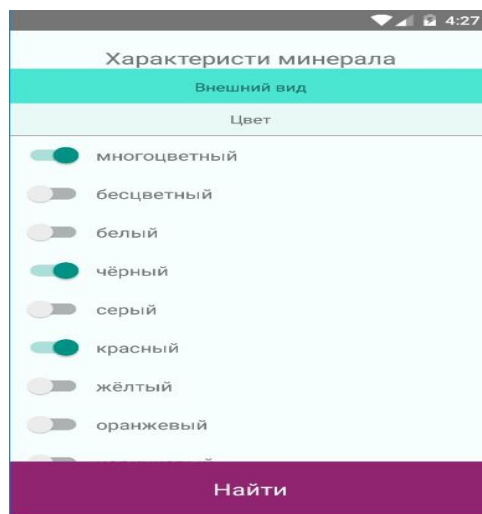 4:27
Характеристи минерала
Внешний вид
Цвет
многоцветный
бесцветный
белый
чёрный
серый
красный
жёлтый
оранжевый
Найти